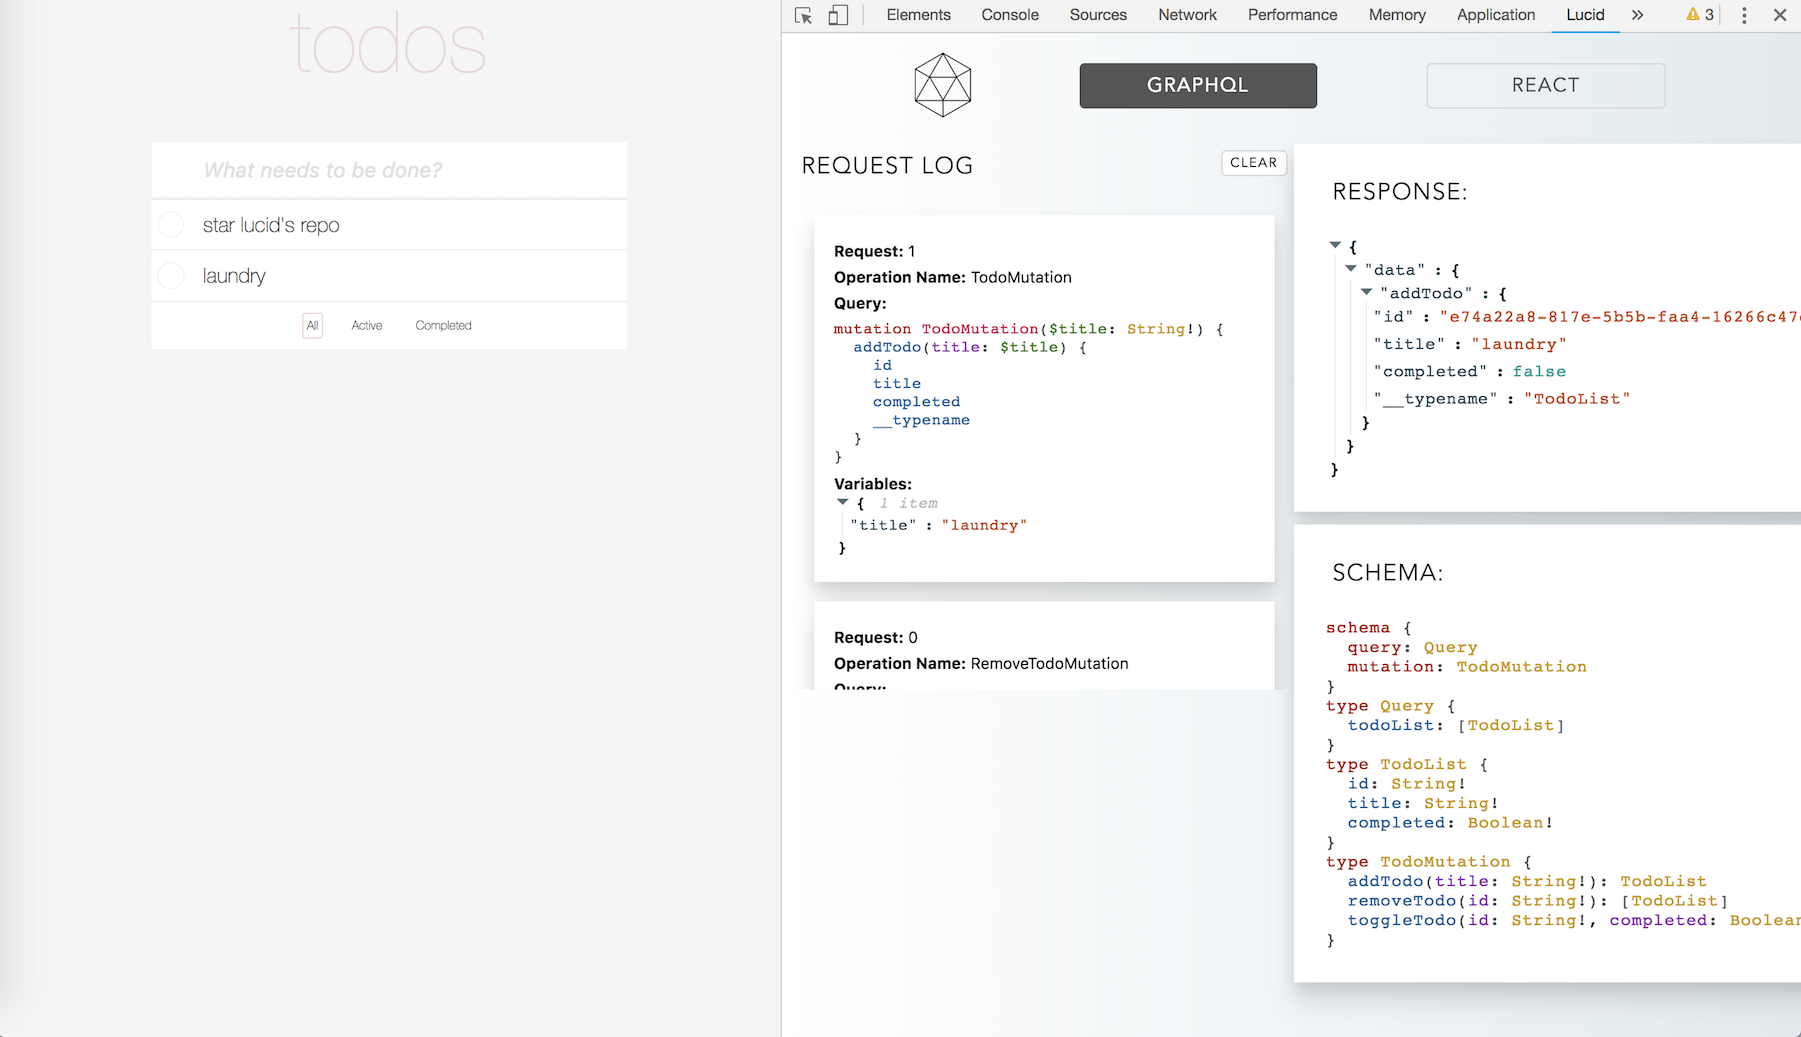 todos
What needs to be done?
star lucid's repo
laundry
All Active Completed
Elements Console Sources Network Performance Memory Application Lucid » 3
GRAPHQL REACT
REQUEST LOG CLEAR
Request: 1
Operation Name: TodoMutation
Query:
mutation TodoMutation($title: String!) {
addTodo(title: $title) {
id
title
completed
__typename
}
}
Variables:
{ 1 item
"title" : "laundry"
}
Request: 0
Operation Name: RemoveTodoMutation
Query:
RESPONSE:
{
"data" : {
"addTodo" : {
"id" : "e74a22a8-817e-5b5b-faa4-16266c47
"title" : "laundry"
"completed" : false
"__typename" : "TodoList"
}
}
}
SCHEMA:
schema {
query: Query
mutation: TodoMutation
}
type Query {
todoList: [TodoList]
}
type TodoList {
id: String!
title: String!
completed: Boolean!
}
type TodoMutation {
addTodo(title: String!): TodoList
removeTodo(id: String!): [TodoList]
toggleTodo(id: String!, completed: Boolean
}